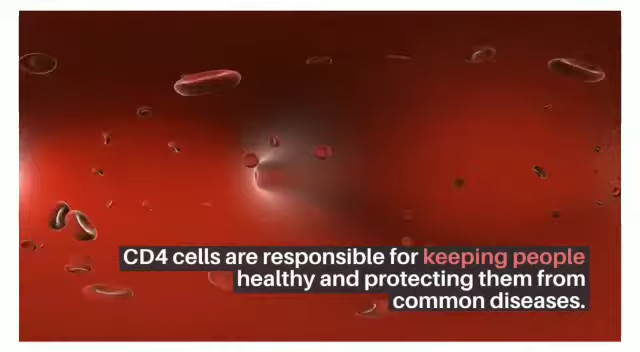 CD4 cells are responsible for keeping people
healthy and protecting them from
common diseases.